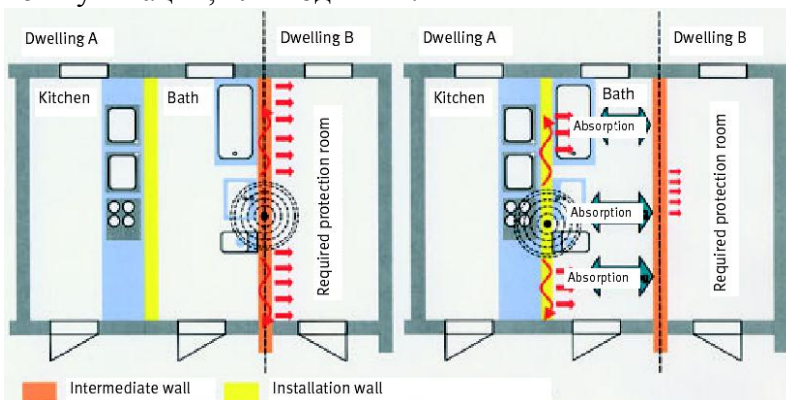 Dwelling A
Dwelling B
Dwelling A
Dwelling B
Kitchen
Bath
Required protection room
Kitchen
Bath
Absorption
Absorption
Absorption
Required protection room
Intermediate wall
Installation wall